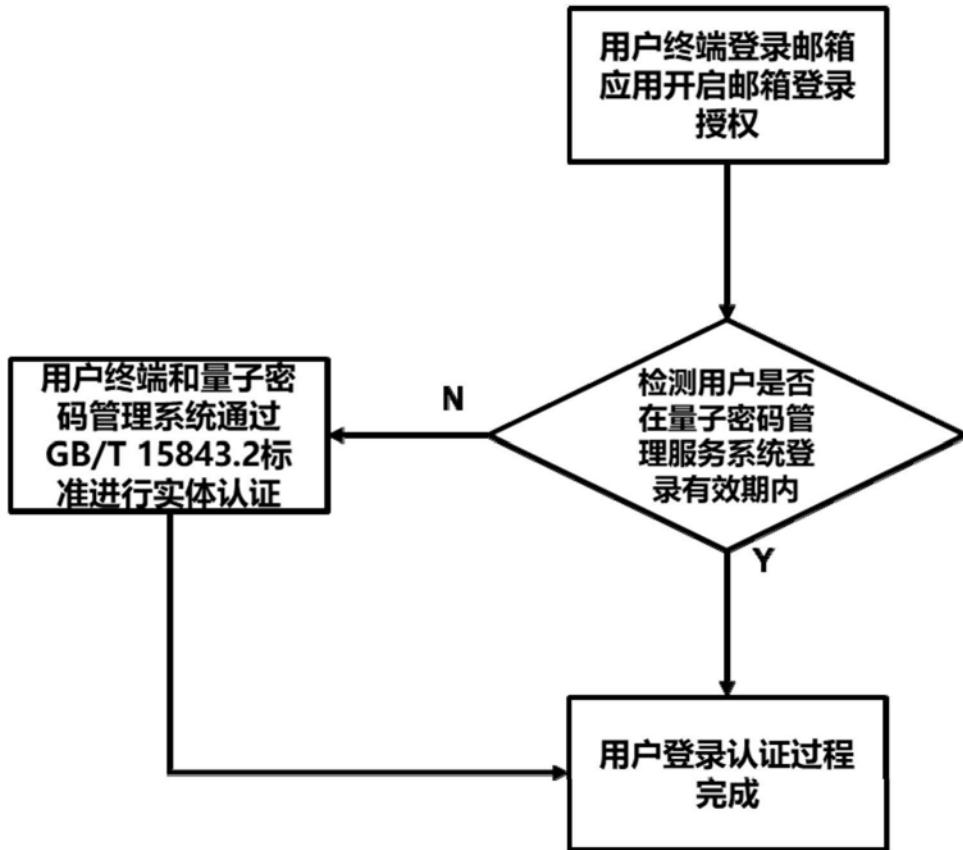 用户终端登录邮箱
应用开启邮箱登录
授权
检测用户是否
在量子密码管
理服务系统登
录有效期内
N
用户终端和量子密
码管理系统通过
GB/T 15843.2标
准进行实体认证
Y
用户登录认证过程
完成